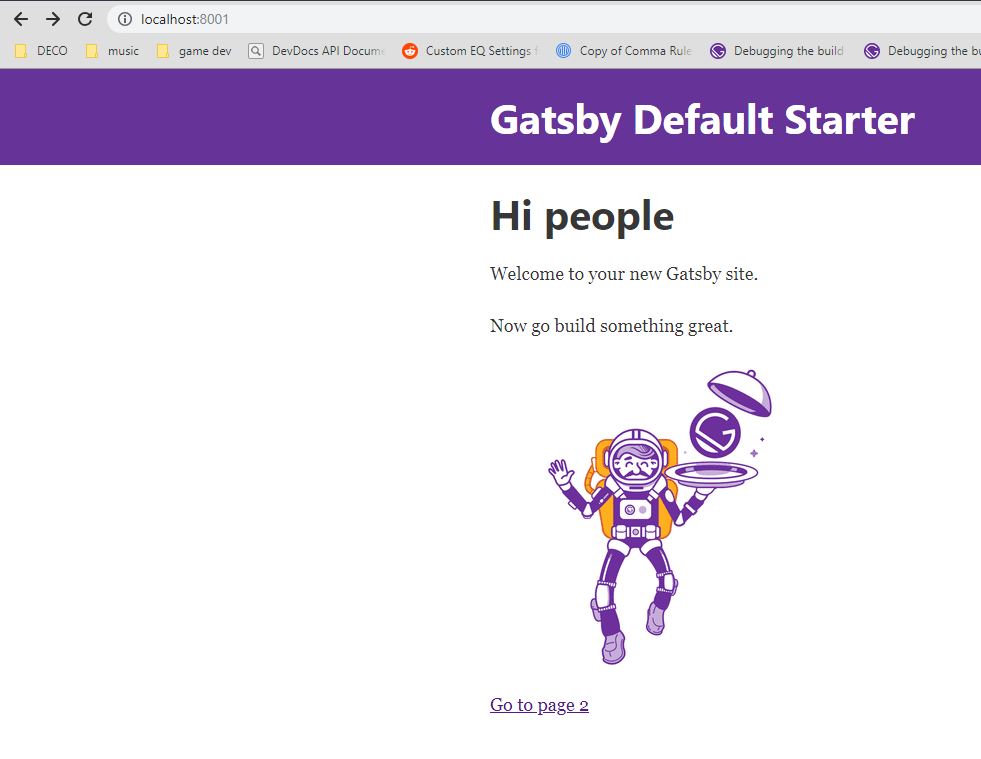 localhost:8001
DECO music game dev DevDocs API Docume Custom EQ Settings Copy of Comma Rule Debugging the build Debugging the bu
Gatsby Default Starter
Hi people
Welcome to your new Gatsby site.
Now go build something great.
Go to page 2